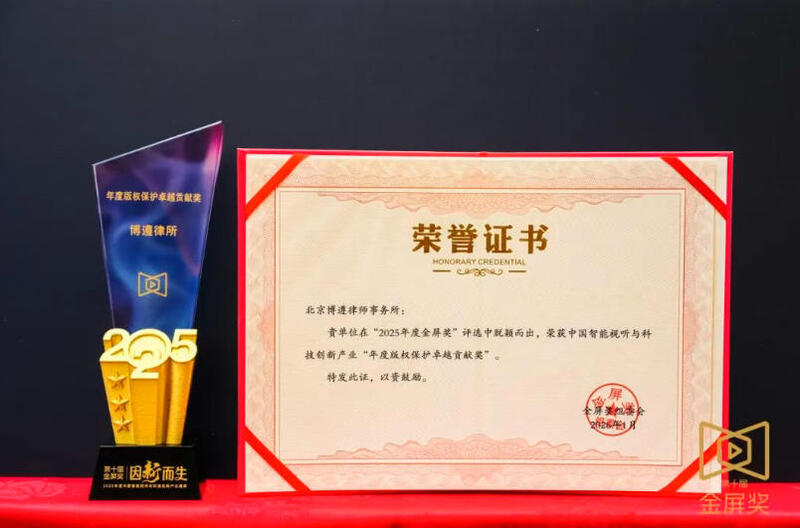 年度版权保护卓越贡献奖
博遵律所
2025
第十届
金屏奖
因新而生
荣誉证书
HONORARY CREDENTIAL
北京博遵律师事务所：
贵单位在“2025年度金屏奖”评选中脱颖而出，荣获中国智能视听与科
技创新产业“年度版权保护卓越贡献奖”。
特发此证，以资鼓励。
金屏奖组委会
2026年1月
第十届
金屏奖